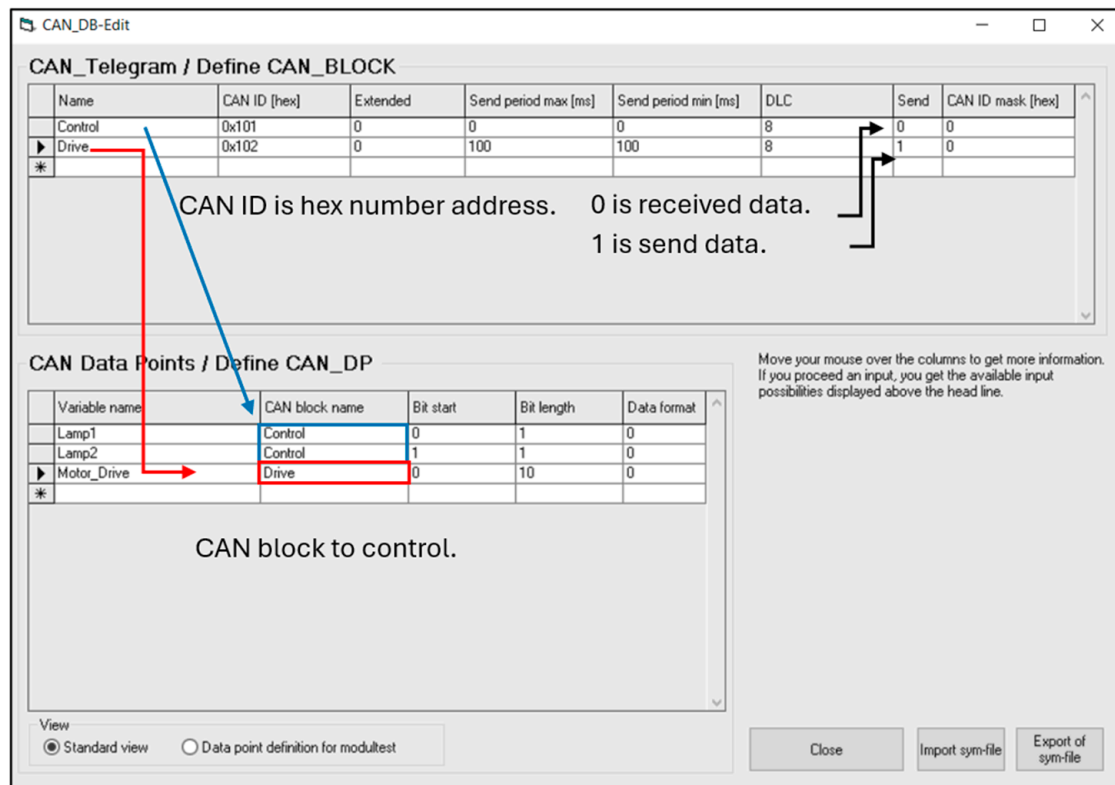 CAN_DB-Edit
CAN_Telegram / Define CAN_BLOCK
Name CAN ID [hex] Extended Send period max [ms] Send period min [ms] DLC Send CAN ID mask [hex]
Control 0x101 0 0 0 8 0 0
Drive 0x102 0 100 100 8 1 0
CAN ID is hex number address. 0 is received data.
1 is send data.
CAN Data Points / Define CAN_DP
Move your mouse over the columns to get more information.
If you proceed an input, you get the available input
possibilities displayed above the head line.
Variable name CAN block name Bit start Bit length Data format
Lamp1 Control 0 1 0
Lamp2 Control 1 1 0
Motor_Drive Drive 0 10 0
CAN block to control.
View
Standard view Data point definition for modultest
Close Import sym-file Export of
sym-file